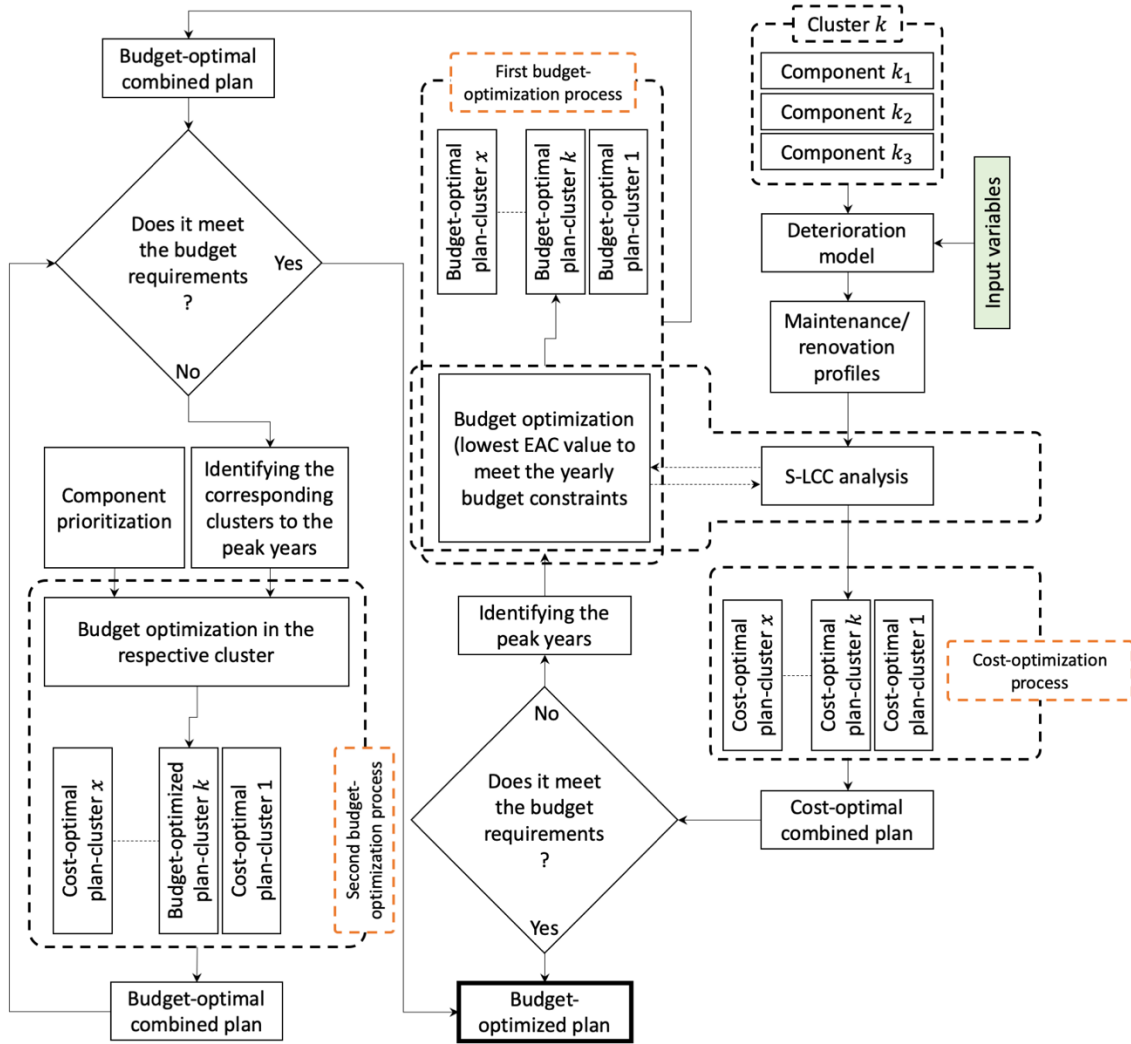 Budget-optimal
combined plan
Does it meet
the budget
requirements
?
Yes
No
Component
prioritization
Identifying the
corresponding
clusters to the
peak years
Budget optimization in the
respective cluster
Cost-optimal
plan-cluster x
Budget-optimized
plan-cluster k
Cost-optimal
plan-cluster 1
Second budget-
optimization process
Budget-optimal
combined plan
First budget-
optimization process
Budget-optimal
plan-cluster x
Budget-optimal
plan-cluster k
Budget-optimal
plan-cluster 1
Budget optimization
(lowest EAC value to
meet the yearly
budget constraints
Identifying the
peak years
No
Does it meet
the budget
requirements
?
Yes
Budget-
optimized plan
Cluster k
Component k₁
Component k₂
Component k₃
Deterioration
model
Input variables
Maintenance/
renovation
profiles
S-LCC analysis
Cost-optimal
plan-cluster x
Cost-optimal
plan-cluster k
Cost-optimal
plan-cluster 1
Cost-optimization
process
Cost-optimal
combined plan